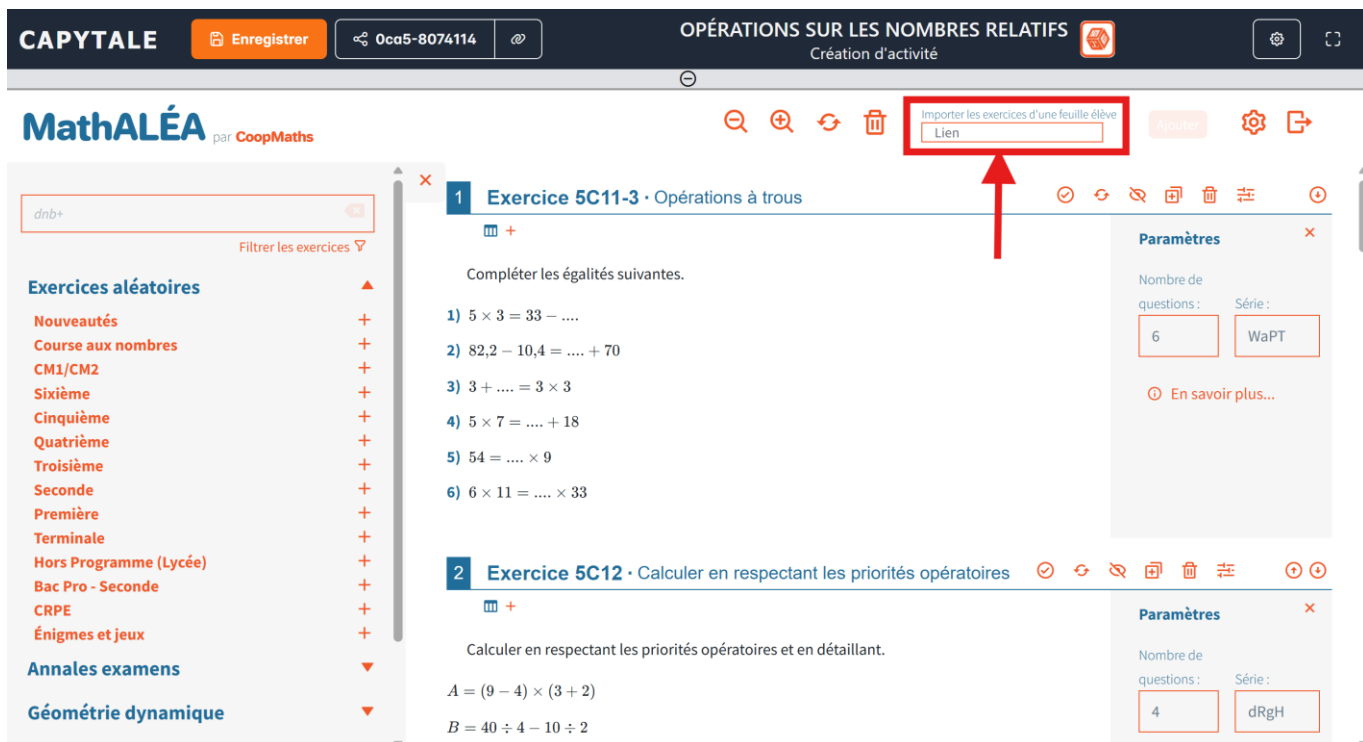 CAPYTALE
Enregistrer
0ca5-8074114
OPÉRATIONS SUR LES NOMBRES RELATIFS
Création d'activité
MathALÉA par CoopMaths
Importer les exercices d'une feuille élève
Lien
Ajouter
dnb+
Filtrer les exercices
Exercices aléatoires
Nouveautés +
Course aux nombres +
CM1/CM2 +
Sixième +
Cinquième +
Quatrième +
Troisième +
Seconde +
Première +
Terminale +
Hors Programme (Lycée) +
Bac Pro - Seconde +
CRPE +
Énigmes et jeux +
Annales examens
Géométrie dynamique
1 Exercice 5C11-3 · Opérations à trous
+
Compléter les égalités suivantes.
1) 5 × 3 = 33 − ....
2) 82,2 − 10,4 = .... + 70
3) 3 + .... = 3 × 3
4) 5 × 7 = .... + 18
5) 54 = .... × 9
6) 6 × 11 = .... × 33
Paramètres
Nombre de
questions : Série :
6 WaPT
En savoir plus...
2 Exercice 5C12 · Calculer en respectant les priorités opératoires
+
Calculer en respectant les priorités opératoires et en détaillant.
A = (9 − 4) × (3 + 2)
B = 40 ÷ 4 − 10 ÷ 2
Paramètres
Nombre de
questions : Série :
4 dRgH